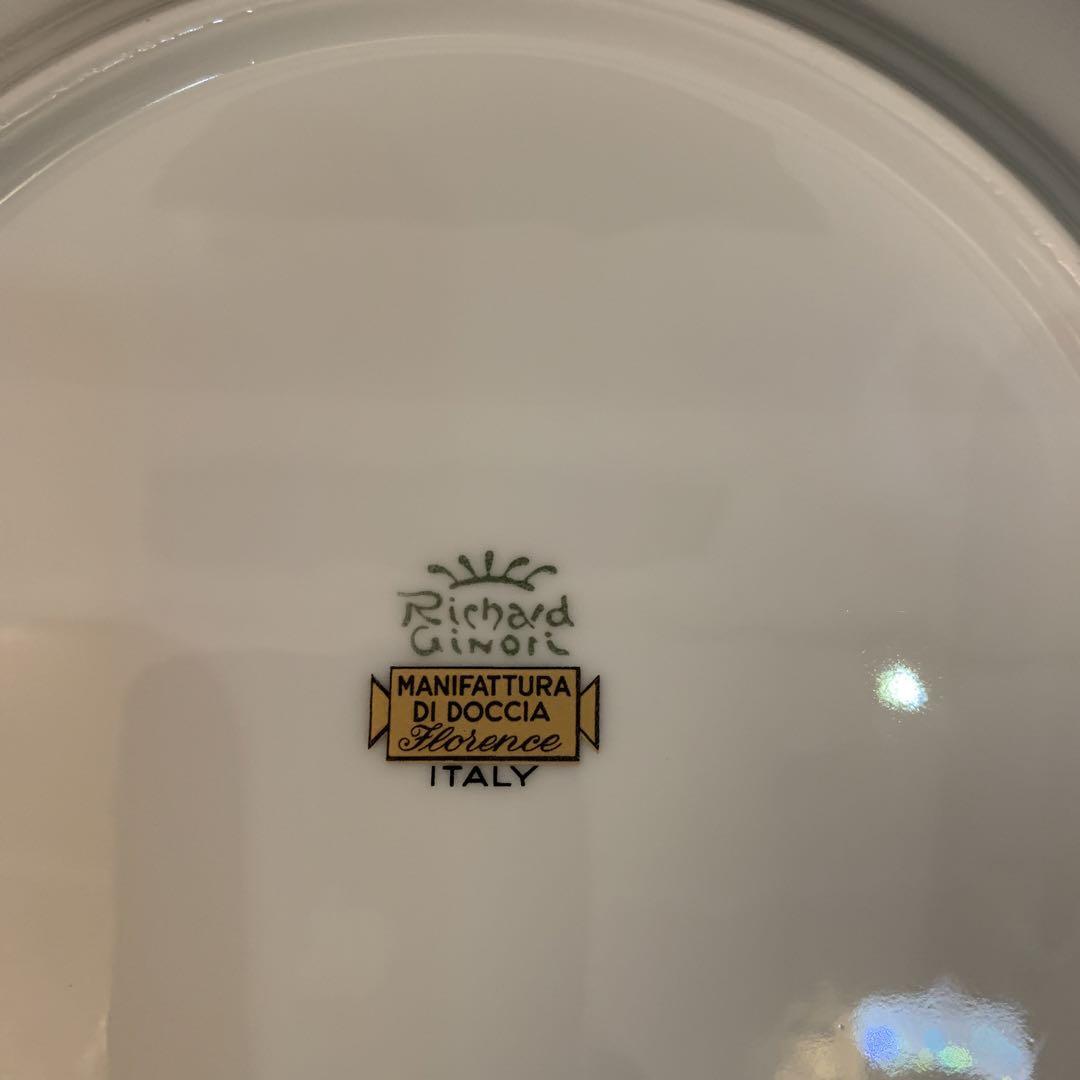 Richard
GINORI
MANIFATTURA
DI DOCCIA
Florence
ITALY